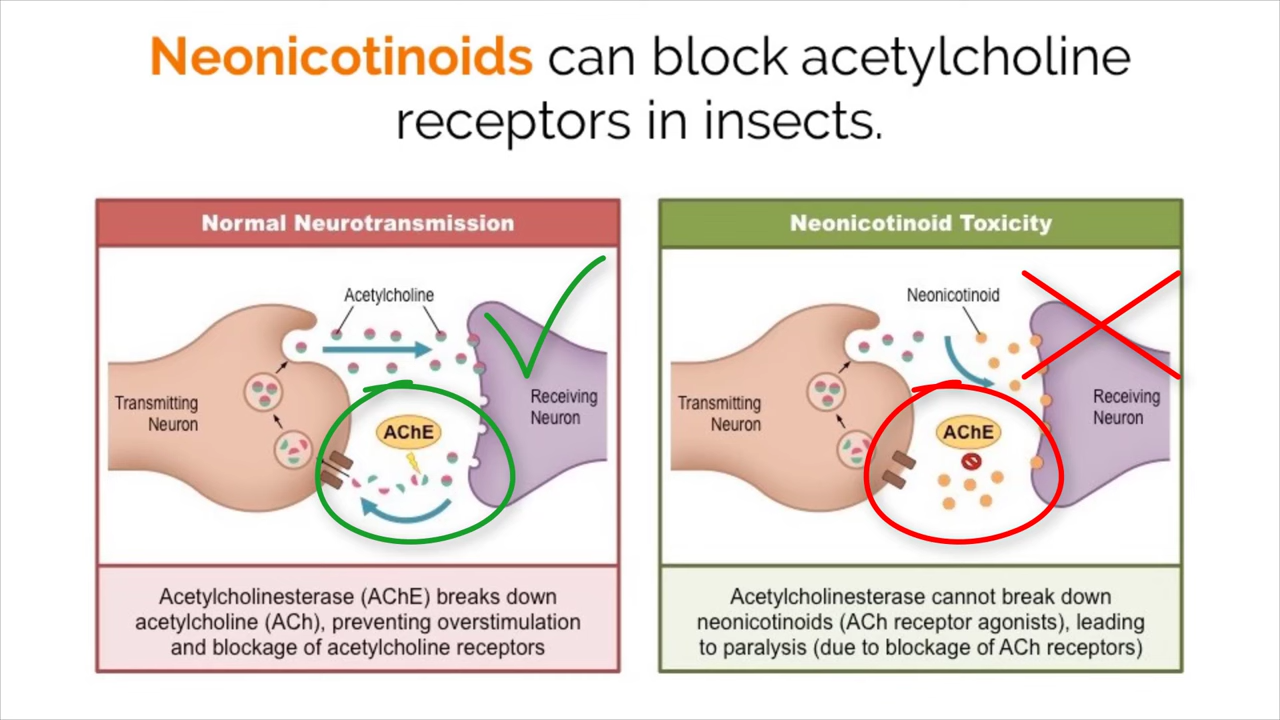 Neonicotinoids can block acetylcholine
receptors in insects.
Normal Neurotransmission
Acetylcholine
Transmitting
Neuron
AChE
Receiving
Neuron
Acetylcholinesterase (AChE) breaks down
acetylcholine (ACh), preventing overstimulation
and blockage of acetylcholine receptors
Neonicotinoid Toxicity
Neonicotinoid
Transmitting
Neuron
AChE
Receiving
Neuron
Acetylcholinesterase cannot break down
neonicotinoids (ACh receptor agonists), leading
to paralysis (due to blockage of ACh receptors)